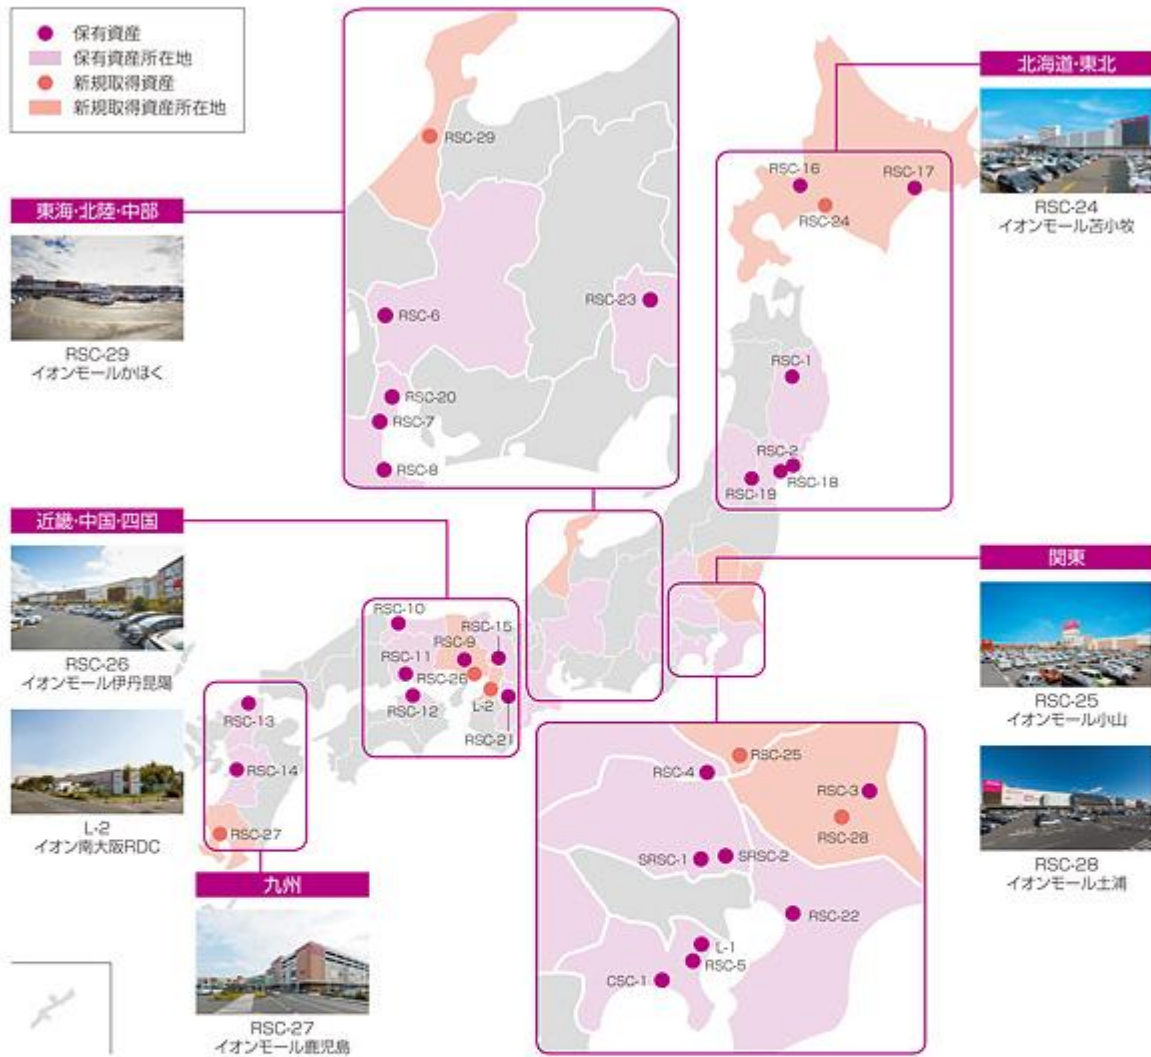 保有資産
保有資産所在地
新規取得資産
新規取得資産所在地
東海・北陸・中部
RSC-29
イオンモールかほく
RSC-29
RSC-23
RSC-6
RSC-20
RSC-7
RSC-8
北海道・東北
RSC-24
イオンモール苫小牧
RSC-16
RSC-17
RSC-24
RSC-1
RSC-2
RSC-18
RSC-19
近畿・中国・四国
RSC-26
イオンモール伊丹昆陽
L-2
イオン南大阪RDC
RSC-10
RSC-15
RSC-9
RSC-11
RSC-26
RSC-12
L-2
RSC-21
関東
RSC-25
イオンモール小山
RSC-28
イオンモール土浦
RSC-25
RSC-4
RSC-3
RSC-28
SRSC-1
SRSC-2
RSC-22
L-1
RSC-5
CSC-1
RSC-13
RSC-14
RSC-27
九州
RSC-27
イオンモール鹿児島